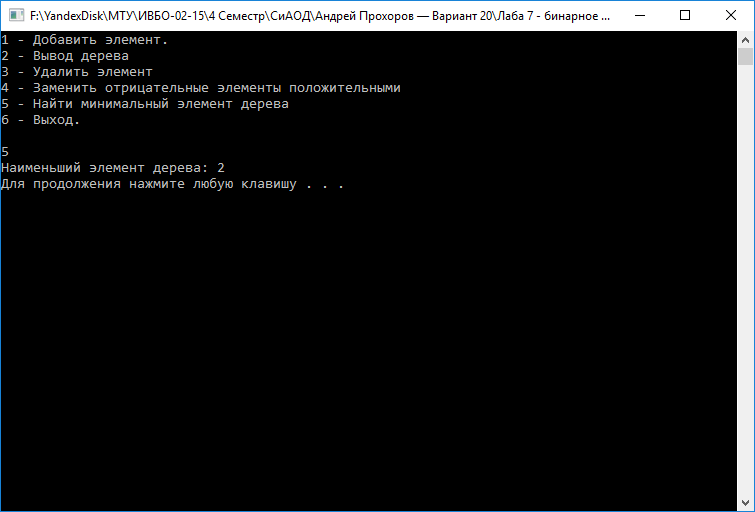 F:\YandexDisk\МТУ\ИВБО-02-15\4 Семестр\СиАОД\Андрей Прохоров — Вариант 20\Лаба 7 - бинарное ...
1 - Добавить элемент.
2 - Вывод дерева
3 - Удалить элемент
4 - Заменить отрицательные элементы положительными
5 - Найти минимальный элемент дерева
6 - Выход.
5
Наименьший элемент дерева: 2
Для продолжения нажмите любую клавишу . . .